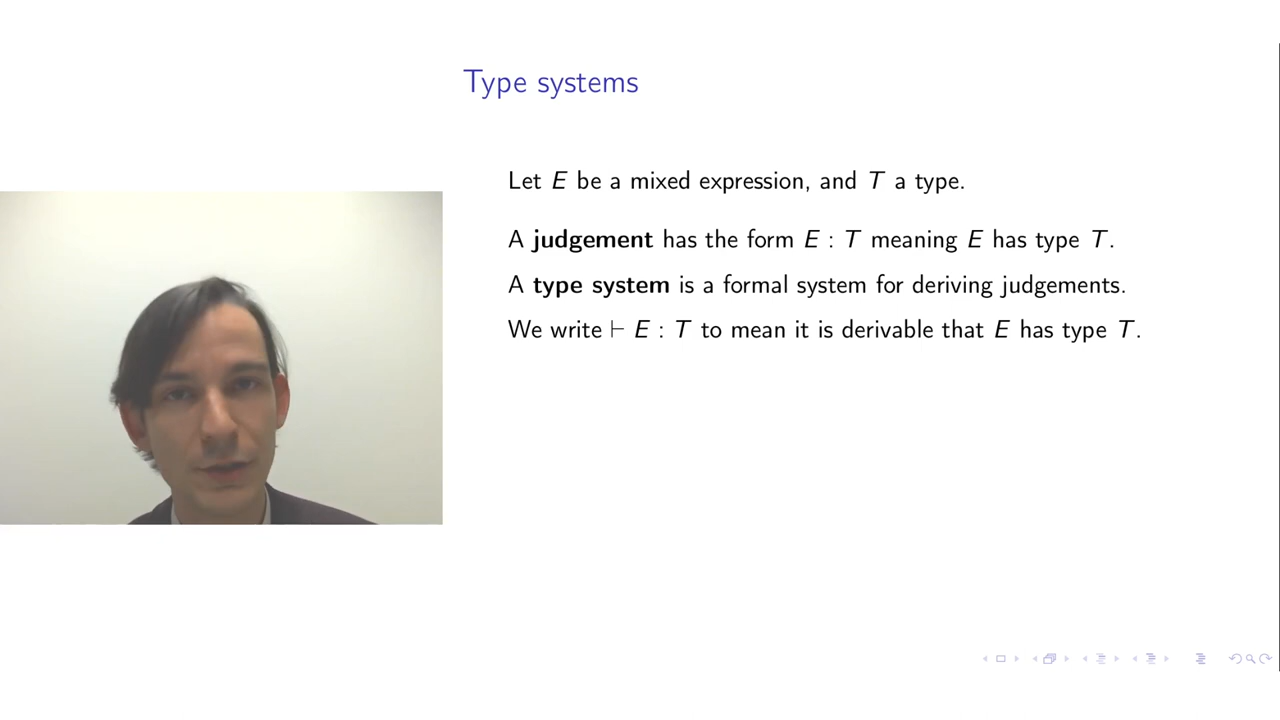 Type systems
Let E be a mixed expression, and T a type.
A judgement has the form E : T meaning E has type T.
A type system is a formal system for deriving judgements.
We write ⊢ E : T to mean it is derivable that E has type T.